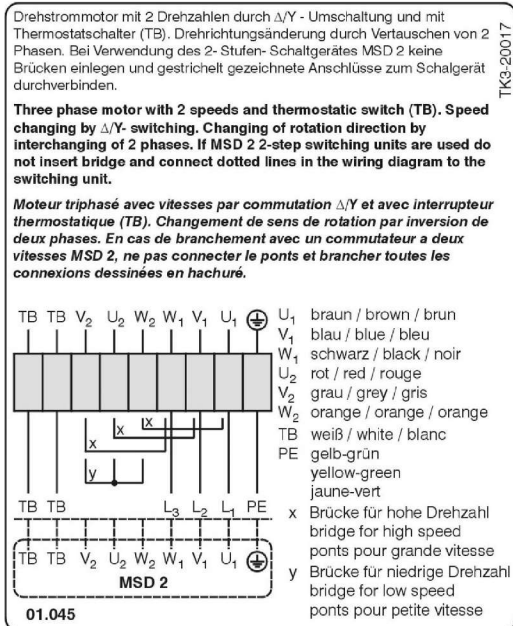 Drehstrommotor mit 2 Drehzahlen durch Δ/Y - Umschaltung und mit
Thermostatschalter (TB). Drehrichtungsänderung durch Vertauschen von 2
Phasen. Bei Verwendung des 2- Stufen- Schaltgerätes MSD 2 keine
Brücken einlegen und gestrichelt gezeichnete Anschlüsse zum Schalgerät
durchverbinden.
TK3-20017
Three phase motor with 2 speeds and thermostatic switch (TB). Speed
changing by Δ/Y- switching. Changing of rotation direction by
interchanging of 2 phases. If MSD 2 2-step switching units are used do
not insert bridge and connect dotted lines in the wiring diagram to the
switching unit.
Moteur triphasé avec vitesses par commutation Δ/Y et avec interrupteur
thermostatique (TB). Changement de sens de rotation par inversion de
deux phases. En cas de branchement avec un commutateur a deux
vitesses MSD 2, ne pas connecter le ponts et brancher toutes les
connexions dessinées en hachuré.
TB TB V₂ U₂ W₂ W₁ V₁ U₁
x
x
x
y
TB TB L₃ L₂ L₁ PE
TB TB V₂ U₂ W₂ W₁ V₁ U₁
MSD 2
01.045
U₁ braun / brown / brun
V₁ blau / blue / bleu
W₁ schwarz / black / noir
U₂ rot / red / rouge
V₂ grau / grey / gris
W₂ orange / orange / orange
TB weiß / white / blanc
PE gelb-grün
yellow-green
jaune-vert
x Brücke für hohe Drehzahl
bridge for high speed
ponts pour grande vitesse
y Brücke für niedrige Drehzahl
bridge for low speed
ponts pour petite vitesse